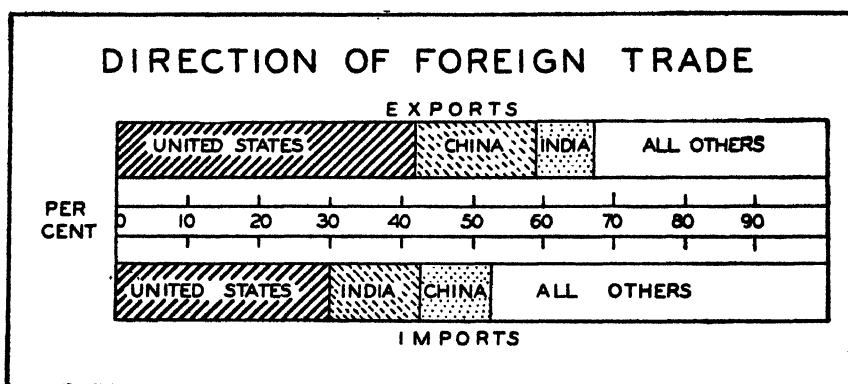 DIRECTION OF FOREIGN TRADE
EXPORTS
UNITED STATES CHINA INDIA ALL OTHERS
PER CENT
0 10 20 30 40 50 60 70 80 90
UNITED STATES INDIA CHINA ALL OTHERS
IMPORTS